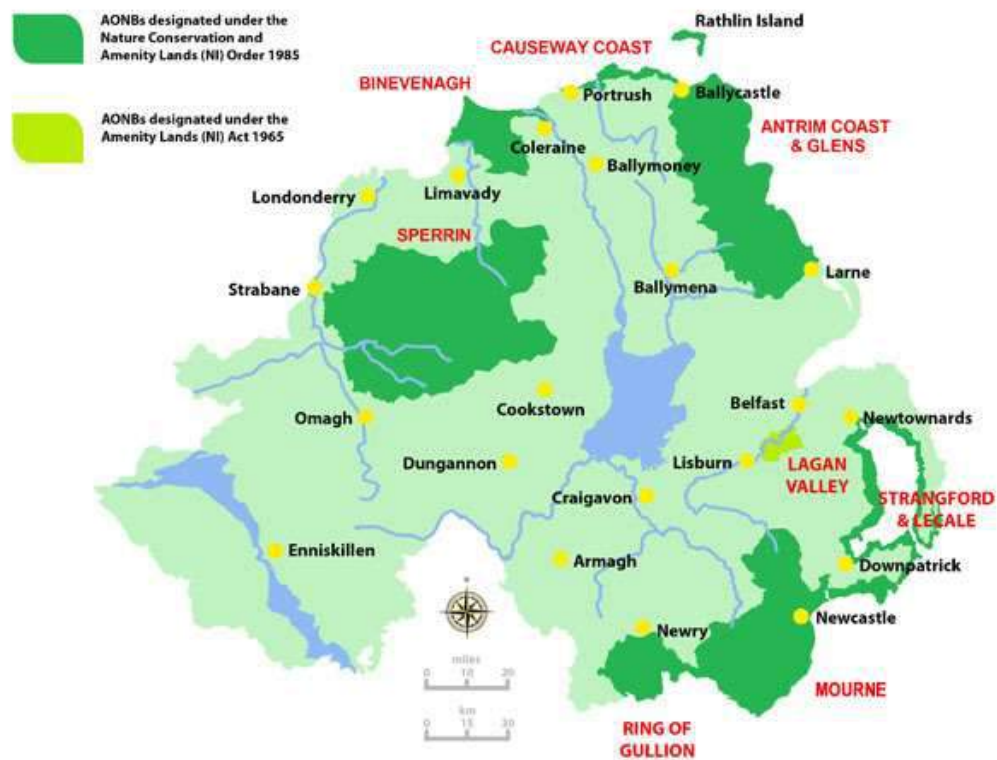 AONBs designated under the
Nature Conservation and
Amenity Lands (NI) Order 1985
AONBs designated under the
Amenity Lands (NI) Act 1965
Rathlin Island
CAUSEWAY COAST
BINEVENAGH
Portrush
Ballycastle
ANTRIM COAST
& GLENS
Coleraine
Ballymoney
Limavady
Londonderry
SPERRIN
Strabane
Ballymena
Larne
Cookstown
Belfast
Newtownards
Omagh
Dungannon
Lisburn
LAGAN
VALLEY
Craigavon
STRANGFORD
& LECALE
Enniskillen
Armagh
Downpatrick
Newcastle
Newry
miles
0 10 20
km
0 15 30
MOURNE
RING OF
GULLION